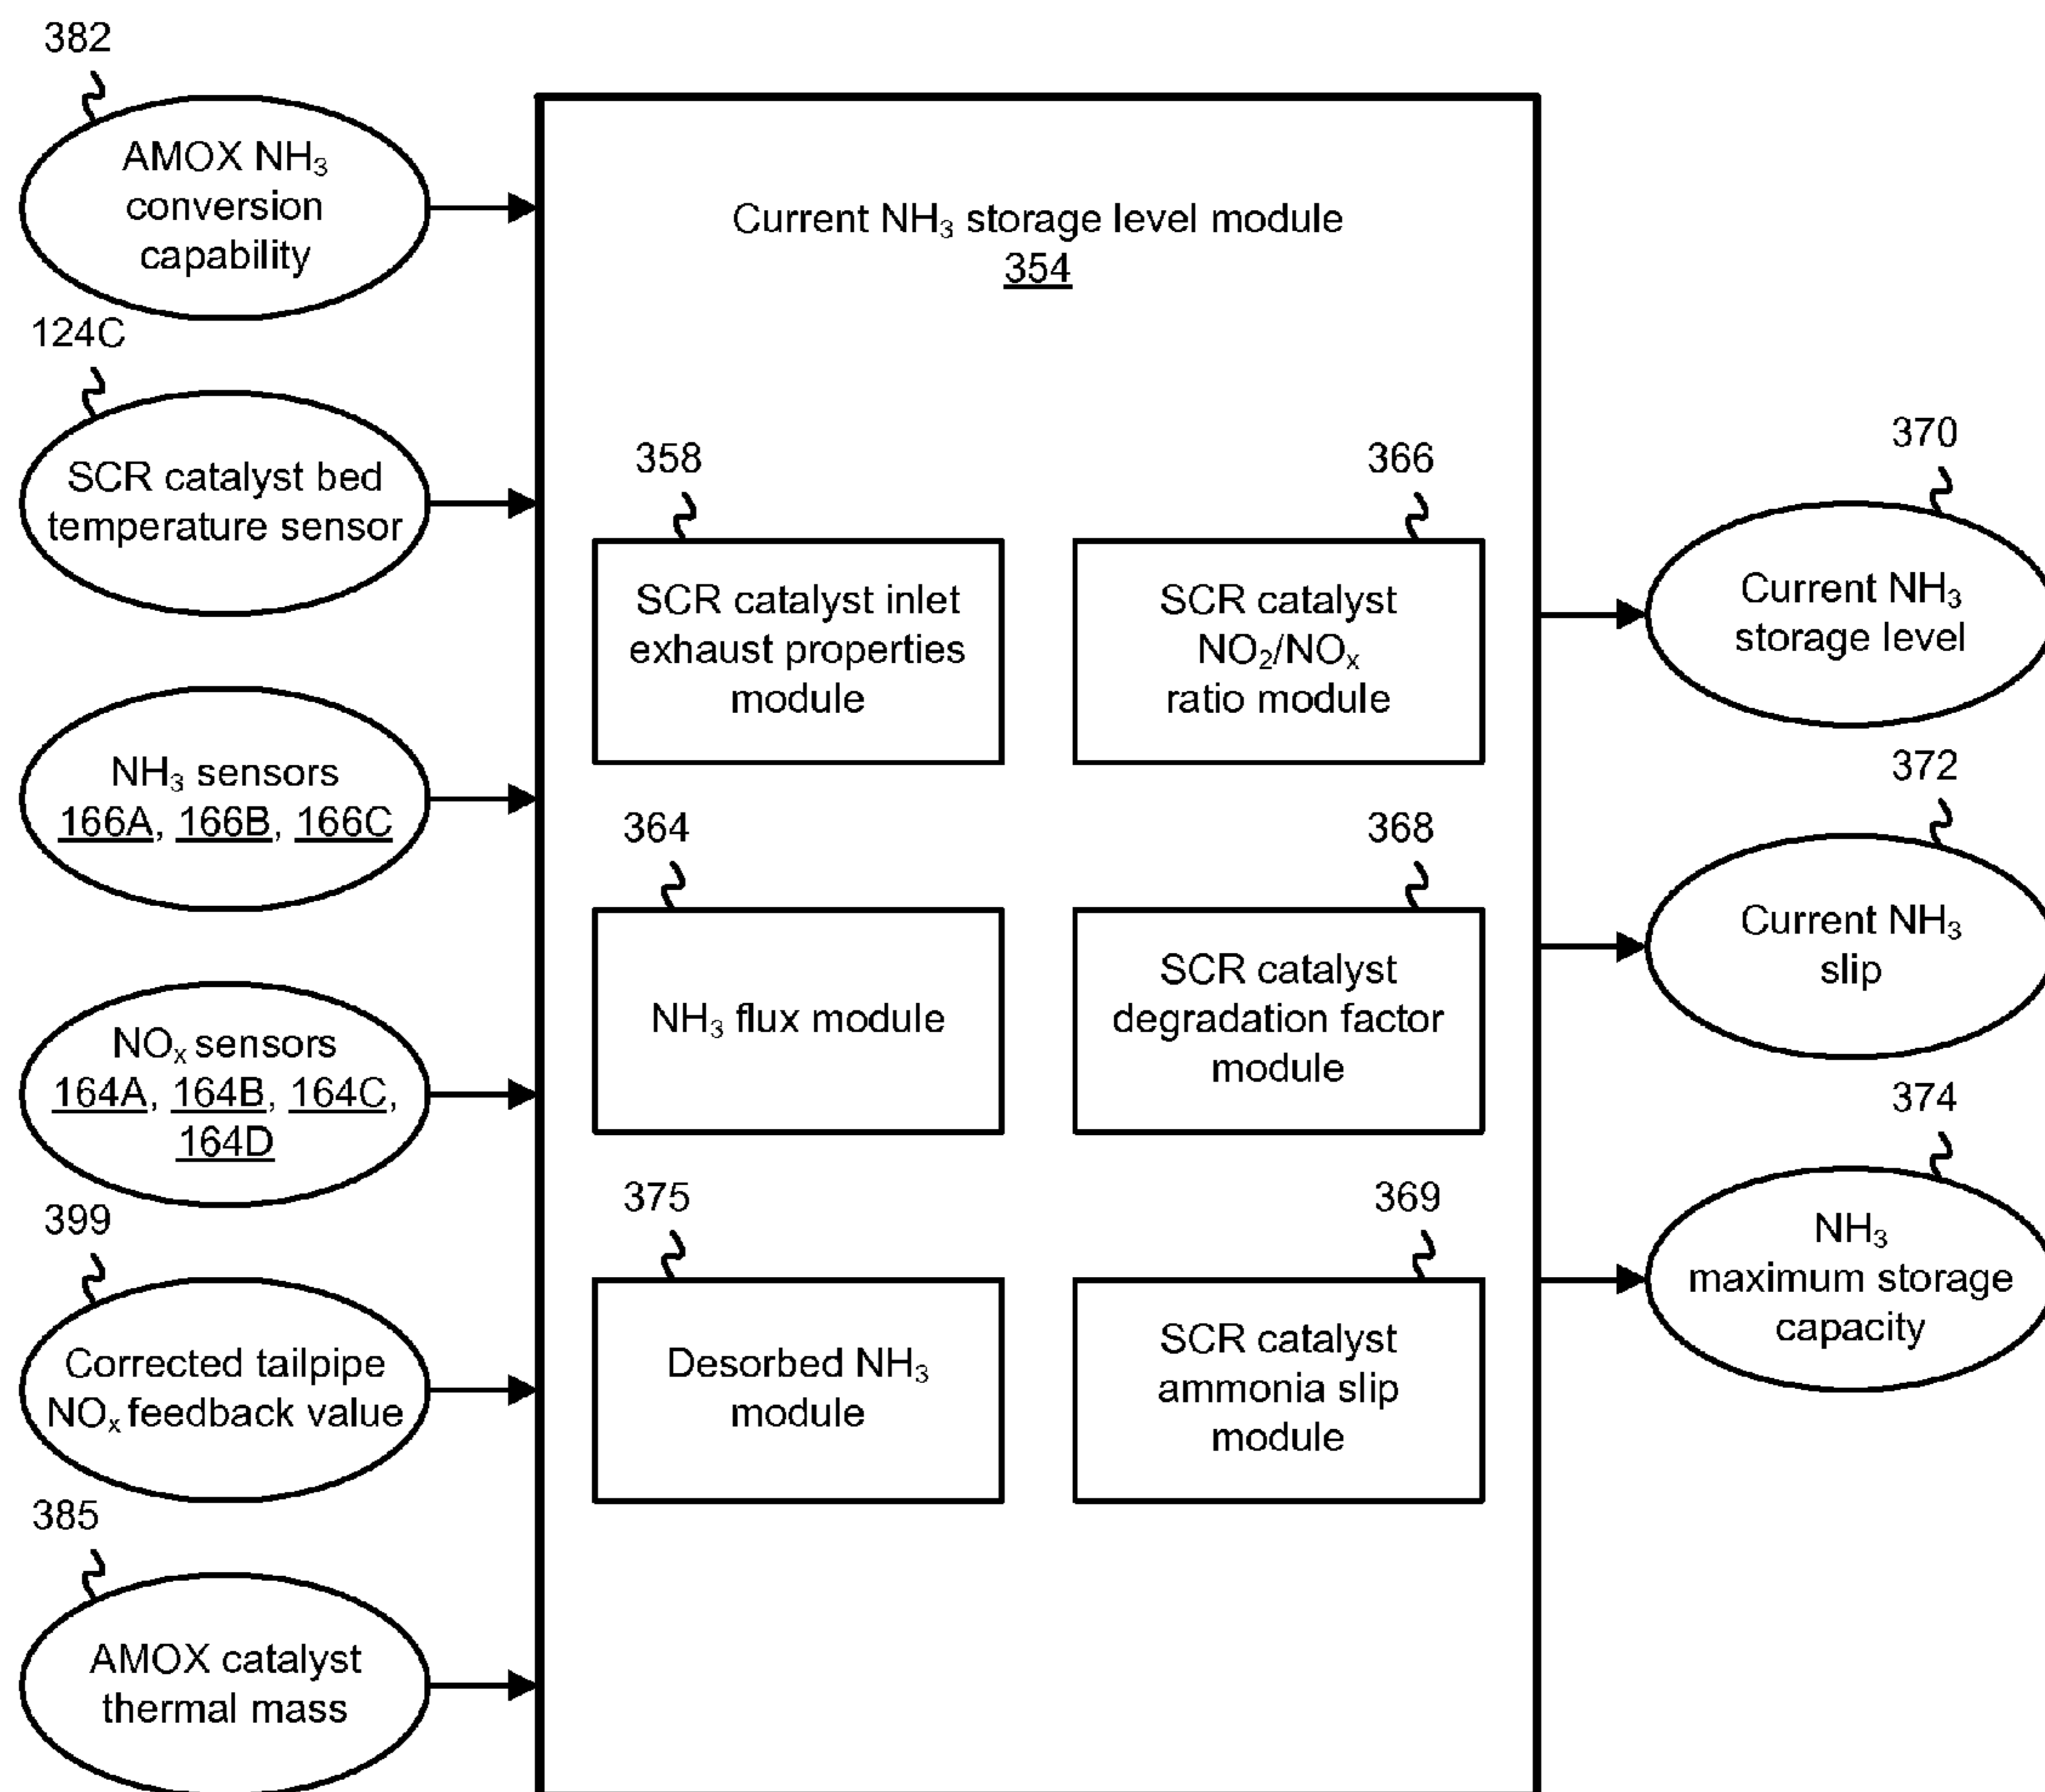 382
AMOX NH₃
conversion
capability
124C
SCR catalyst bed
temperature sensor
NH₃ sensors
166A, 166B, 166C
NOₓ sensors
164A, 164B, 164C,
164D
399
Corrected tailpipe
NOₓ feedback value
385
AMOX catalyst
thermal mass
Current NH₃ storage level module
354
358
SCR catalyst inlet
exhaust properties
module
366
SCR catalyst
NO₂/NOₓ
ratio module
364
NH₃ flux module
368
SCR catalyst
degradation factor
module
375
Desorbed NH₃
module
369
SCR catalyst
ammonia slip
module
370
Current NH₃
storage level
372
Current NH₃
slip
374
NH₃
maximum storage
capacity